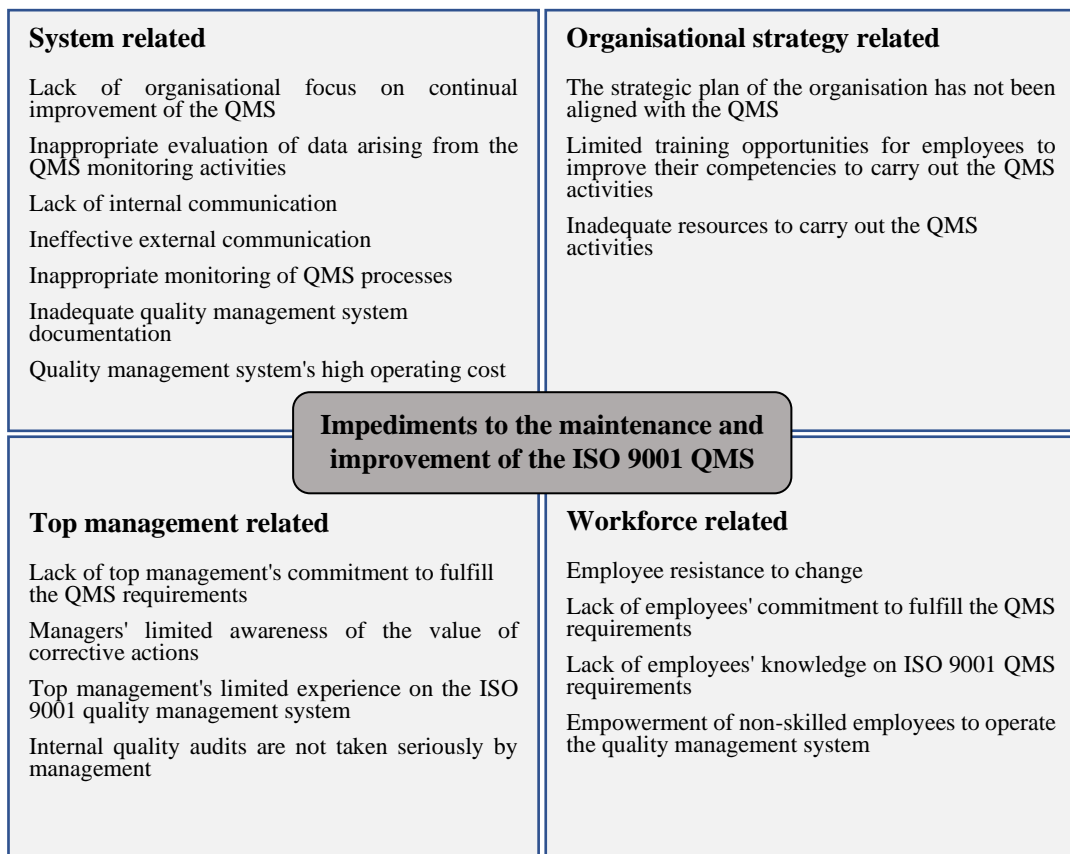 System related
Lack of organisational focus on continual
improvement of the QMS
Inappropriate evaluation of data arising from the
QMS monitoring activities
Lack of internal communication
Ineffective external communication
Inappropriate monitoring of QMS processes
Inadequate quality management system
documentation
Quality management system's high operating cost
Organisational strategy related
The strategic plan of the organisation has not been
aligned with the QMS
Limited training opportunities for employees to
improve their competencies to carry out the QMS
activities
Inadequate resources to carry out the QMS
activities
Impediments to the maintenance and
improvement of the ISO 9001 QMS
Top management related
Lack of top management's commitment to fulfill
the QMS requirements
Managers' limited awareness of the value of
corrective actions
Top management's limited experience on the ISO
9001 quality management system
Internal quality audits are not taken seriously by
management
Workforce related
Employee resistance to change
Lack of employees' commitment to fulfill the QMS
requirements
Lack of employees' knowledge on ISO 9001 QMS
requirements
Empowerment of non-skilled employees to operate
the quality management system